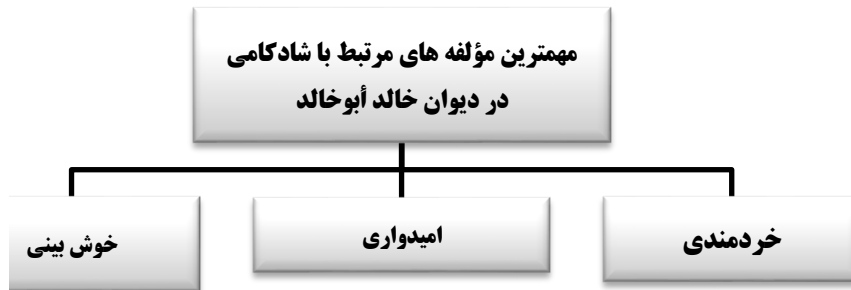 مهمترین مؤلفه های مرتبط با شادکامی
در دیوان خالد أبوخالد
خردمندی
امیدواری
خوش بینی